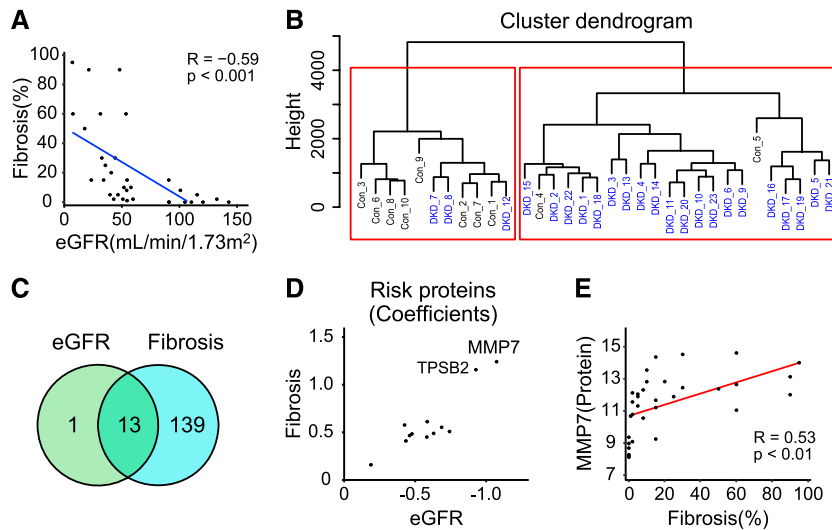 A
R = −0.59
p < 0.001
Fibrosis(%)
100
80
60
40
20
0
0 50 100 150
eGFR(mL/min/1.73m²)
B
Cluster dendrogram
Height
4000
2000
0
Con_3
Con_6
Con_8
Con_10
Con_9
DKD_7
DKD_8
Con_2
Con_7
Con_1
DKD_12
DKD_15
Con_4
DKD_2
DKD_22
DKD_1
DKD_18
DKD_3
DKD_13
DKD_4
DKD_14
DKD_11
DKD_20
DKD_10
DKD_23
DKD_6
DKD_9
Con_5
DKD_16
DKD_17
DKD_19
DKD_5
DKD_21
C
eGFR Fibrosis
1 13 139
D
Risk proteins
(Coefficients)
Fibrosis
1.5
1.0
0.5
0
MMP7
TPSB2
0 -0.5 -1.0
eGFR
E
MMP7(Protein)
15
13
11
9
7
R = 0.53
p < 0.01
0 20 40 60 80 100
Fibrosis(%)